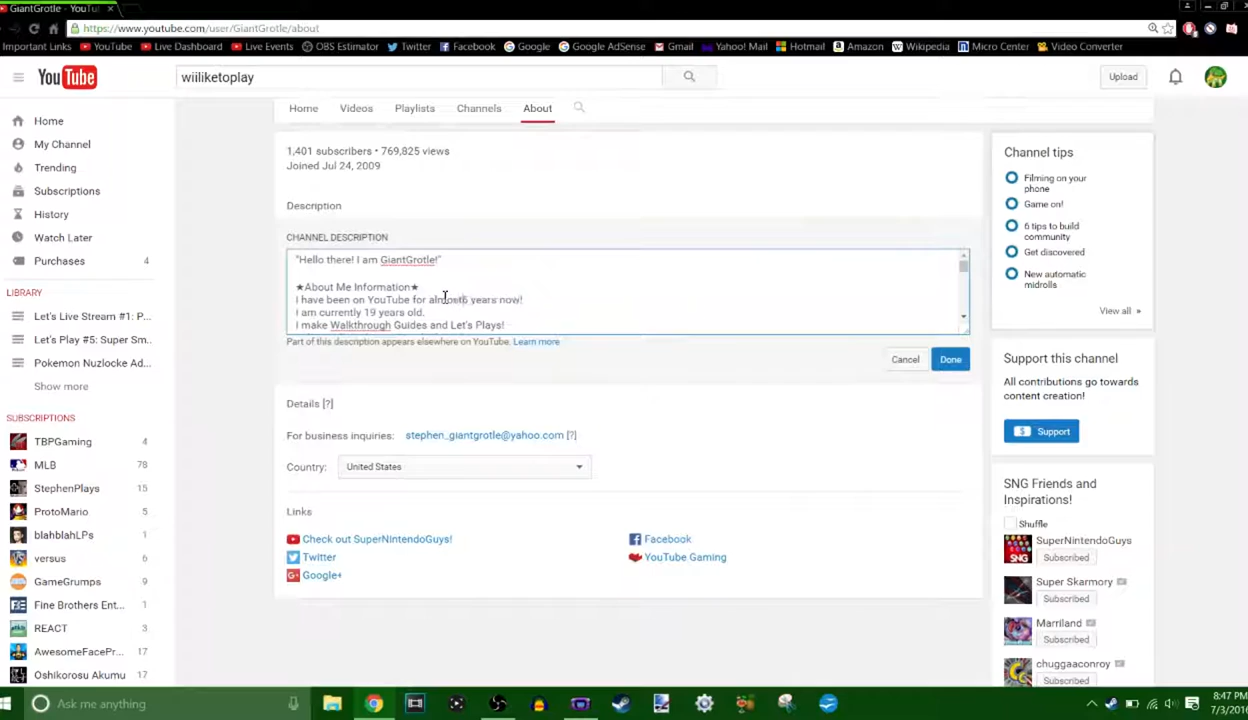 GiantGrotle - YouTu
https://www.youtube.com/user/GiantGrotle/about
Important Links YouTube Live Dashboard Live Events OBS Estimator Twitter Facebook Google Google AdSense Gmail Yahoo! Mail Hotmail Amazon Wikipedia Micro Center Video Converter
YouTube
wiiliketoplay
Upload
Home
My Channel
Trending
Subscriptions
History
Watch Later
Purchases 4
LIBRARY
Let's Live Stream #1: P...
Let's Play #5: Super Sm...
Pokemon Nuzlocke Ad...
Show more
SUBSCRIPTIONS
TBPGaming 4
MLB 78
StephenPlays 15
ProtoMario 5
blahblahLPs 1
versus 6
GameGrumps 9
Fine Brothers Ent... 1
REACT 3
AwesomeFacePr... 17
Oshikorosu Akumu 17
Home Videos Playlists Channels About
1,401 subscribers • 769,825 views
Joined Jul 24, 2009
Description
CHANNEL DESCRIPTION
"Hello there! I am GiantGrotle!"
★About Me Information★
I have been on YouTube for almost6 years now!
I am currently 19 years old.
I make Walkthrough Guides and Let's Plays!
Part of this description appears elsewhere on YouTube. Learn more
Cancel Done
Details [?]
For business inquiries: stephen_giantgrotle@yahoo.com [?]
Country: United States
Links
Check out SuperNintendoGuys!
Facebook
Twitter
YouTube Gaming
Google+
Channel tips
Filming on your
phone
Game on!
6 tips to build
community
Get discovered
New automatic
midrolls
View all »
Support this channel
All contributions go towards
content creation!
Support
SNG Friends and
Inspirations!
Shuffle
SuperNintendoGuys
Subscribed
Super Skarmory
Subscribed
Marriland
Subscribed
chuggaaconroy
Subscribed
Ask me anything
8:47 PM